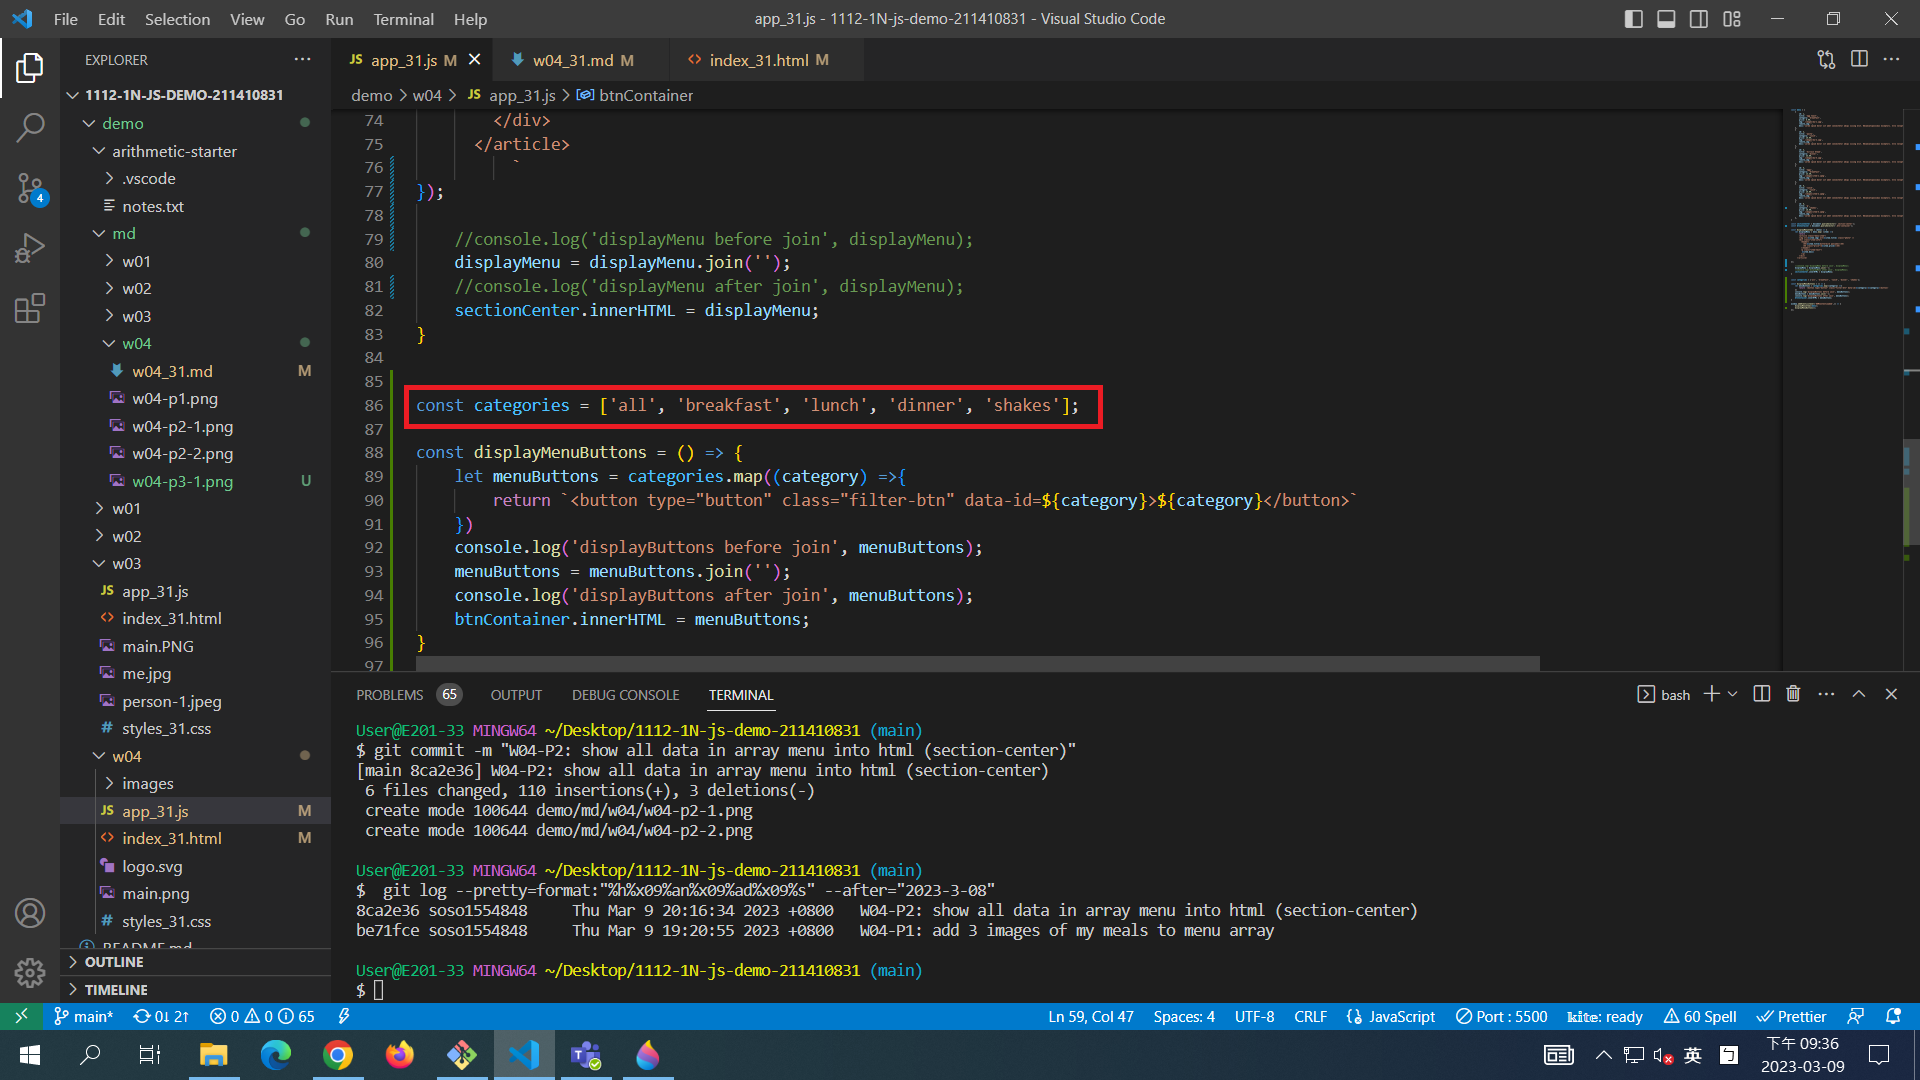 File Edit Selection View Go Run Terminal Help
app_31.js - 1112-1N-js-demo-211410831 - Visual Studio Code
EXPLORER
JS app_31.js M
w04_31.md M
<> index_31.html M
demo > w04 > JS app_31.js > btnContainer
1112-1N-JS-DEMO-211410831
demo
arithmetic-starter
.vscode
notes.txt
md
w01
w02
w03
w04
w04_31.md M
w04-p1.png
w04-p2-1.png
w04-p2-2.png
w04-p3-1.png U
w01
w02
w03
JS app_31.js
<> index_31.html
main.PNG
me.jpg
person-1.jpeg
# styles_31.css
w04
images
JS app_31.js M
<> index_31.html M
logo.svg
main.png
# styles_31.css
README.md
OUTLINE
TIMELINE
4
74 </div>
75 </article>
76 `
77 });
78
79 //console.log('displayMenu before join', displayMenu);
80 displayMenu = displayMenu.join('');
81 //console.log('displayMenu after join', displayMenu);
82 sectionCenter.innerHTML = displayMenu;
83 }
84
85
86 const categories = ['all', 'breakfast', 'lunch', 'dinner', 'shakes'];
87
88 const displayMenuButtons = () => {
89 let menuButtons = categories.map((category) =>{
90 return `<button type="button" class="filter-btn" data-id=${category}>${category}</button>`
91 })
92 console.log('displayButtons before join', menuButtons);
93 menuButtons = menuButtons.join('');
94 console.log('displayButtons after join', menuButtons);
95 btnContainer.innerHTML = menuButtons;
96 }
97
PROBLEMS 65 OUTPUT DEBUG CONSOLE TERMINAL
bash
User@E201-33 MINGW64 ~/Desktop/1112-1N-js-demo-211410831 (main)
$ git commit -m "W04-P2: show all data in array menu into html (section-center)"
[main 8ca2e36] W04-P2: show all data in array menu into html (section-center)
6 files changed, 110 insertions(+), 3 deletions(-)
create mode 100644 demo/md/w04/w04-p2-1.png
create mode 100644 demo/md/w04/w04-p2-2.png
User@E201-33 MINGW64 ~/Desktop/1112-1N-js-demo-211410831 (main)
$ git log --pretty=format:"%h%x09%an%x09%ad%x09%s" --after="2023-3-08"
8ca2e36 soso1554848 Thu Mar 9 20:16:34 2023 +0800 W04-P2: show all data in array menu into html (section-center)
be71fce soso1554848 Thu Mar 9 19:20:55 2023 +0800 W04-P1: add 3 images of my meals to menu array
User@E201-33 MINGW64 ~/Desktop/1112-1N-js-demo-211410831 (main)
$
main* 0↓ 2↑ 0 0 65
Ln 59, Col 47 Spaces: 4 UTF-8 CRLF {} JavaScript Port : 5500 kite: ready 60 Spell Prettier
英
下午 09:36
2023-03-09